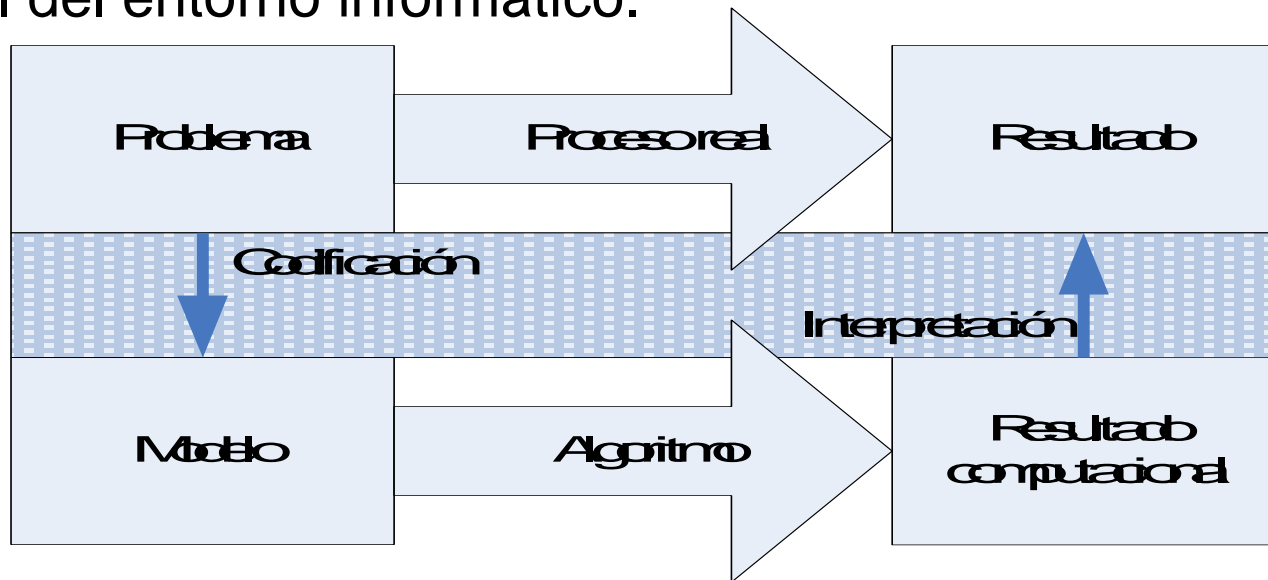 del entorno informático.
Problema
Proceso real
Resultado
Codificación
Interpretación
Modelo
Algoritmo
Resultado
computacional